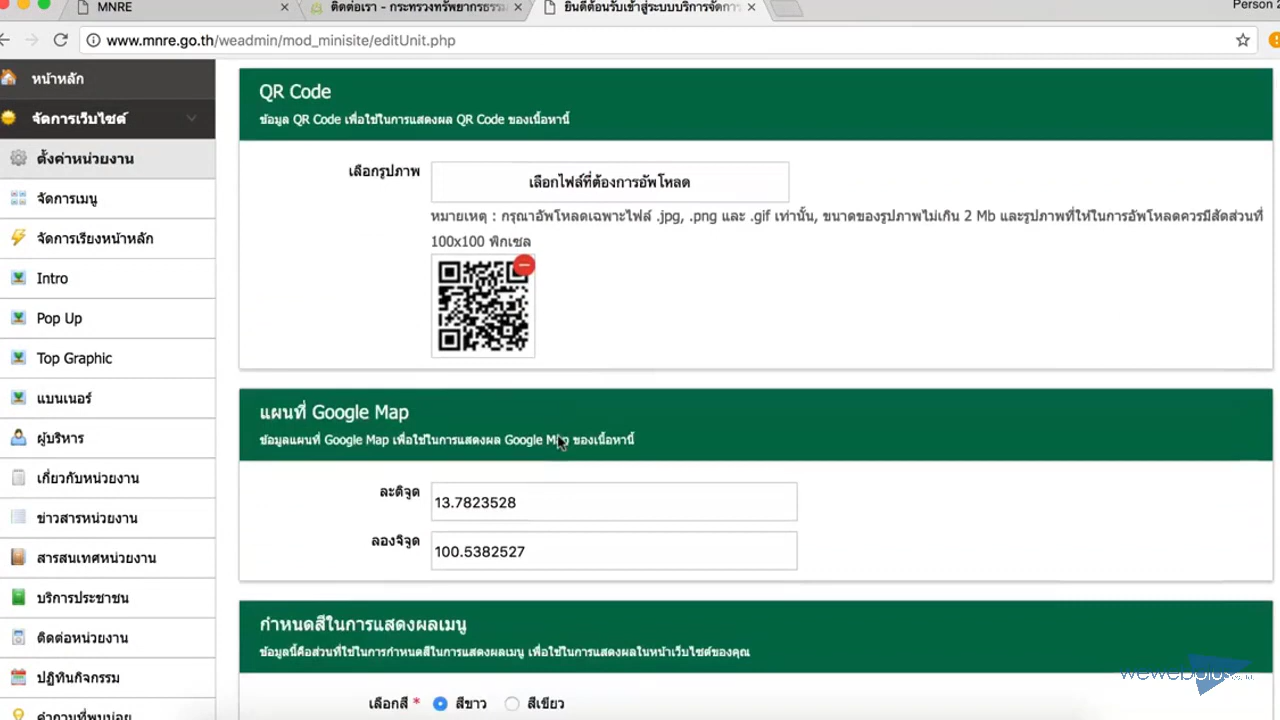 MNRE
ติดต่อเรา - กระทรวงทรัพยากรธรรม
ยินดีต้อนรับเข้าสู่ระบบบริการจัดการ
Person 2
www.mnre.go.th/weadmin/mod_minisite/editUnit.php
หน้าหลัก
จัดการเว็บไซต์
ตั้งค่าหน่วยงาน
จัดการเมนู
จัดการเรียงหน้าหลัก
Intro
Pop Up
Top Graphic
แบนเนอร์
ผู้บริหาร
เกี่ยวกับหน่วยงาน
ข่าวสารหน่วยงาน
สารสนเทศหน่วยงาน
บริการประชาชน
ติดต่อหน่วยงาน
ปฏิทินกิจกรรม
คำถามที่พบบ่อย
QR Code
ข้อมูล QR Code เพื่อใช้ในการแสดงผล QR Code ของเนื้อหานี้
เลือกรูปภาพ
เลือกไฟล์ที่ต้องการอัพโหลด
หมายเหตุ : กรุณาอัพโหลดเฉพาะไฟล์ .jpg, .png และ .gif เท่านั้น, ขนาดของรูปภาพไม่เกิน 2 Mb และรูปภาพที่ให้ในการอัพโหลดควรมีสัดส่วนที่
100x100 พิกเซล
แผนที่ Google Map
ข้อมูลแผนที่ Google Map เพื่อใช้ในการแสดงผล Google Map ของเนื้อหานี้
ละติจูด
13.7823528
ลองจิจูด
100.5382527
กำหนดสีในการแสดงผลเมนู
ข้อมูลนี้คือส่วนที่ใช้ในการกำหนดสีในการแสดงผลเมนู เพื่อใช้ในการแสดงผลในหน้าเว็บไซต์ของคุณ
เลือกสี * สีขาว สีเขียว